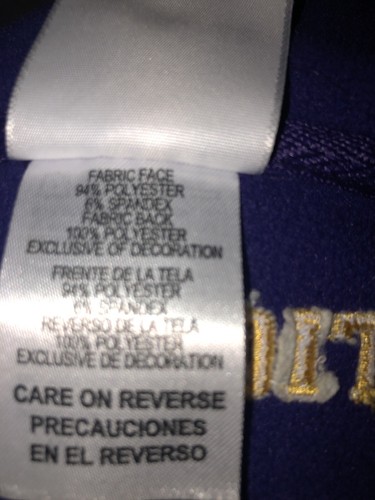 FABRIC FACE
94% POLYESTER
6% SPANDEX
FABRIC BACK
100% POLYESTER
EXCLUSIVE OF DECORATION
FRENTE DE LA TELA
94% POLYESTER
6% SPANDEX
REVERSO DE LA TELA
100% POLYESTER
EXCLUSIVE DE DECORATION
CARE ON REVERSE
PRECAUCIONES
EN EL REVERSO